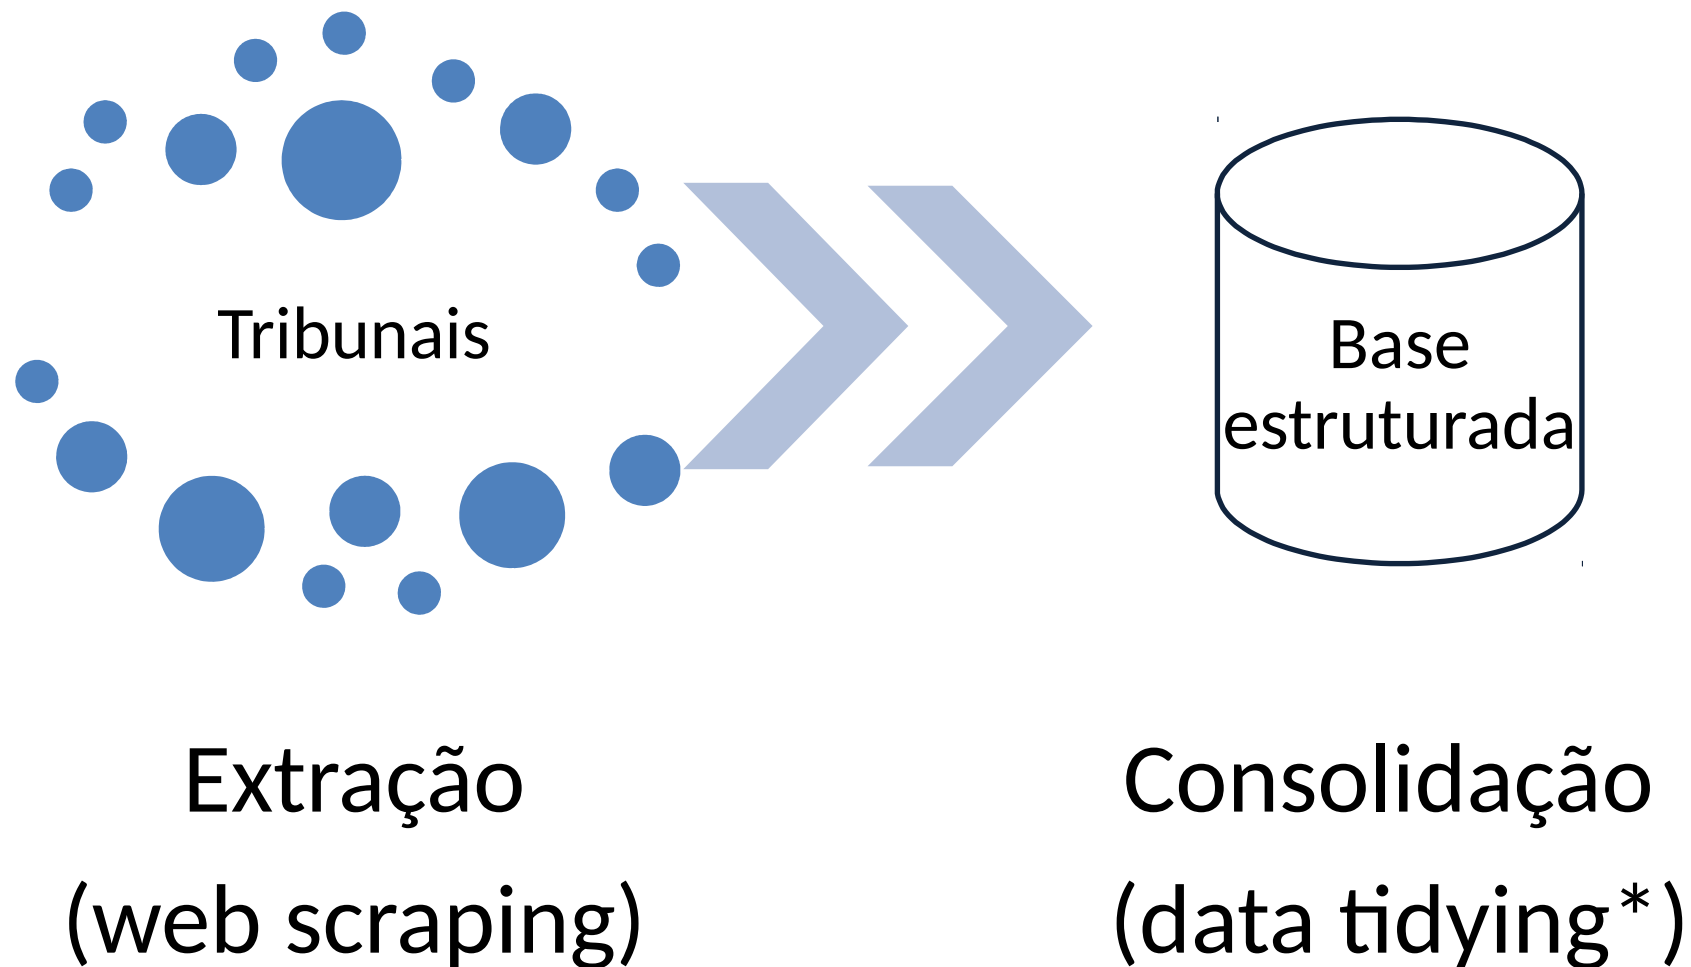 Tribunais
Base
estruturada
Extração
(web scraping)
Consolidação
(data tidying*)